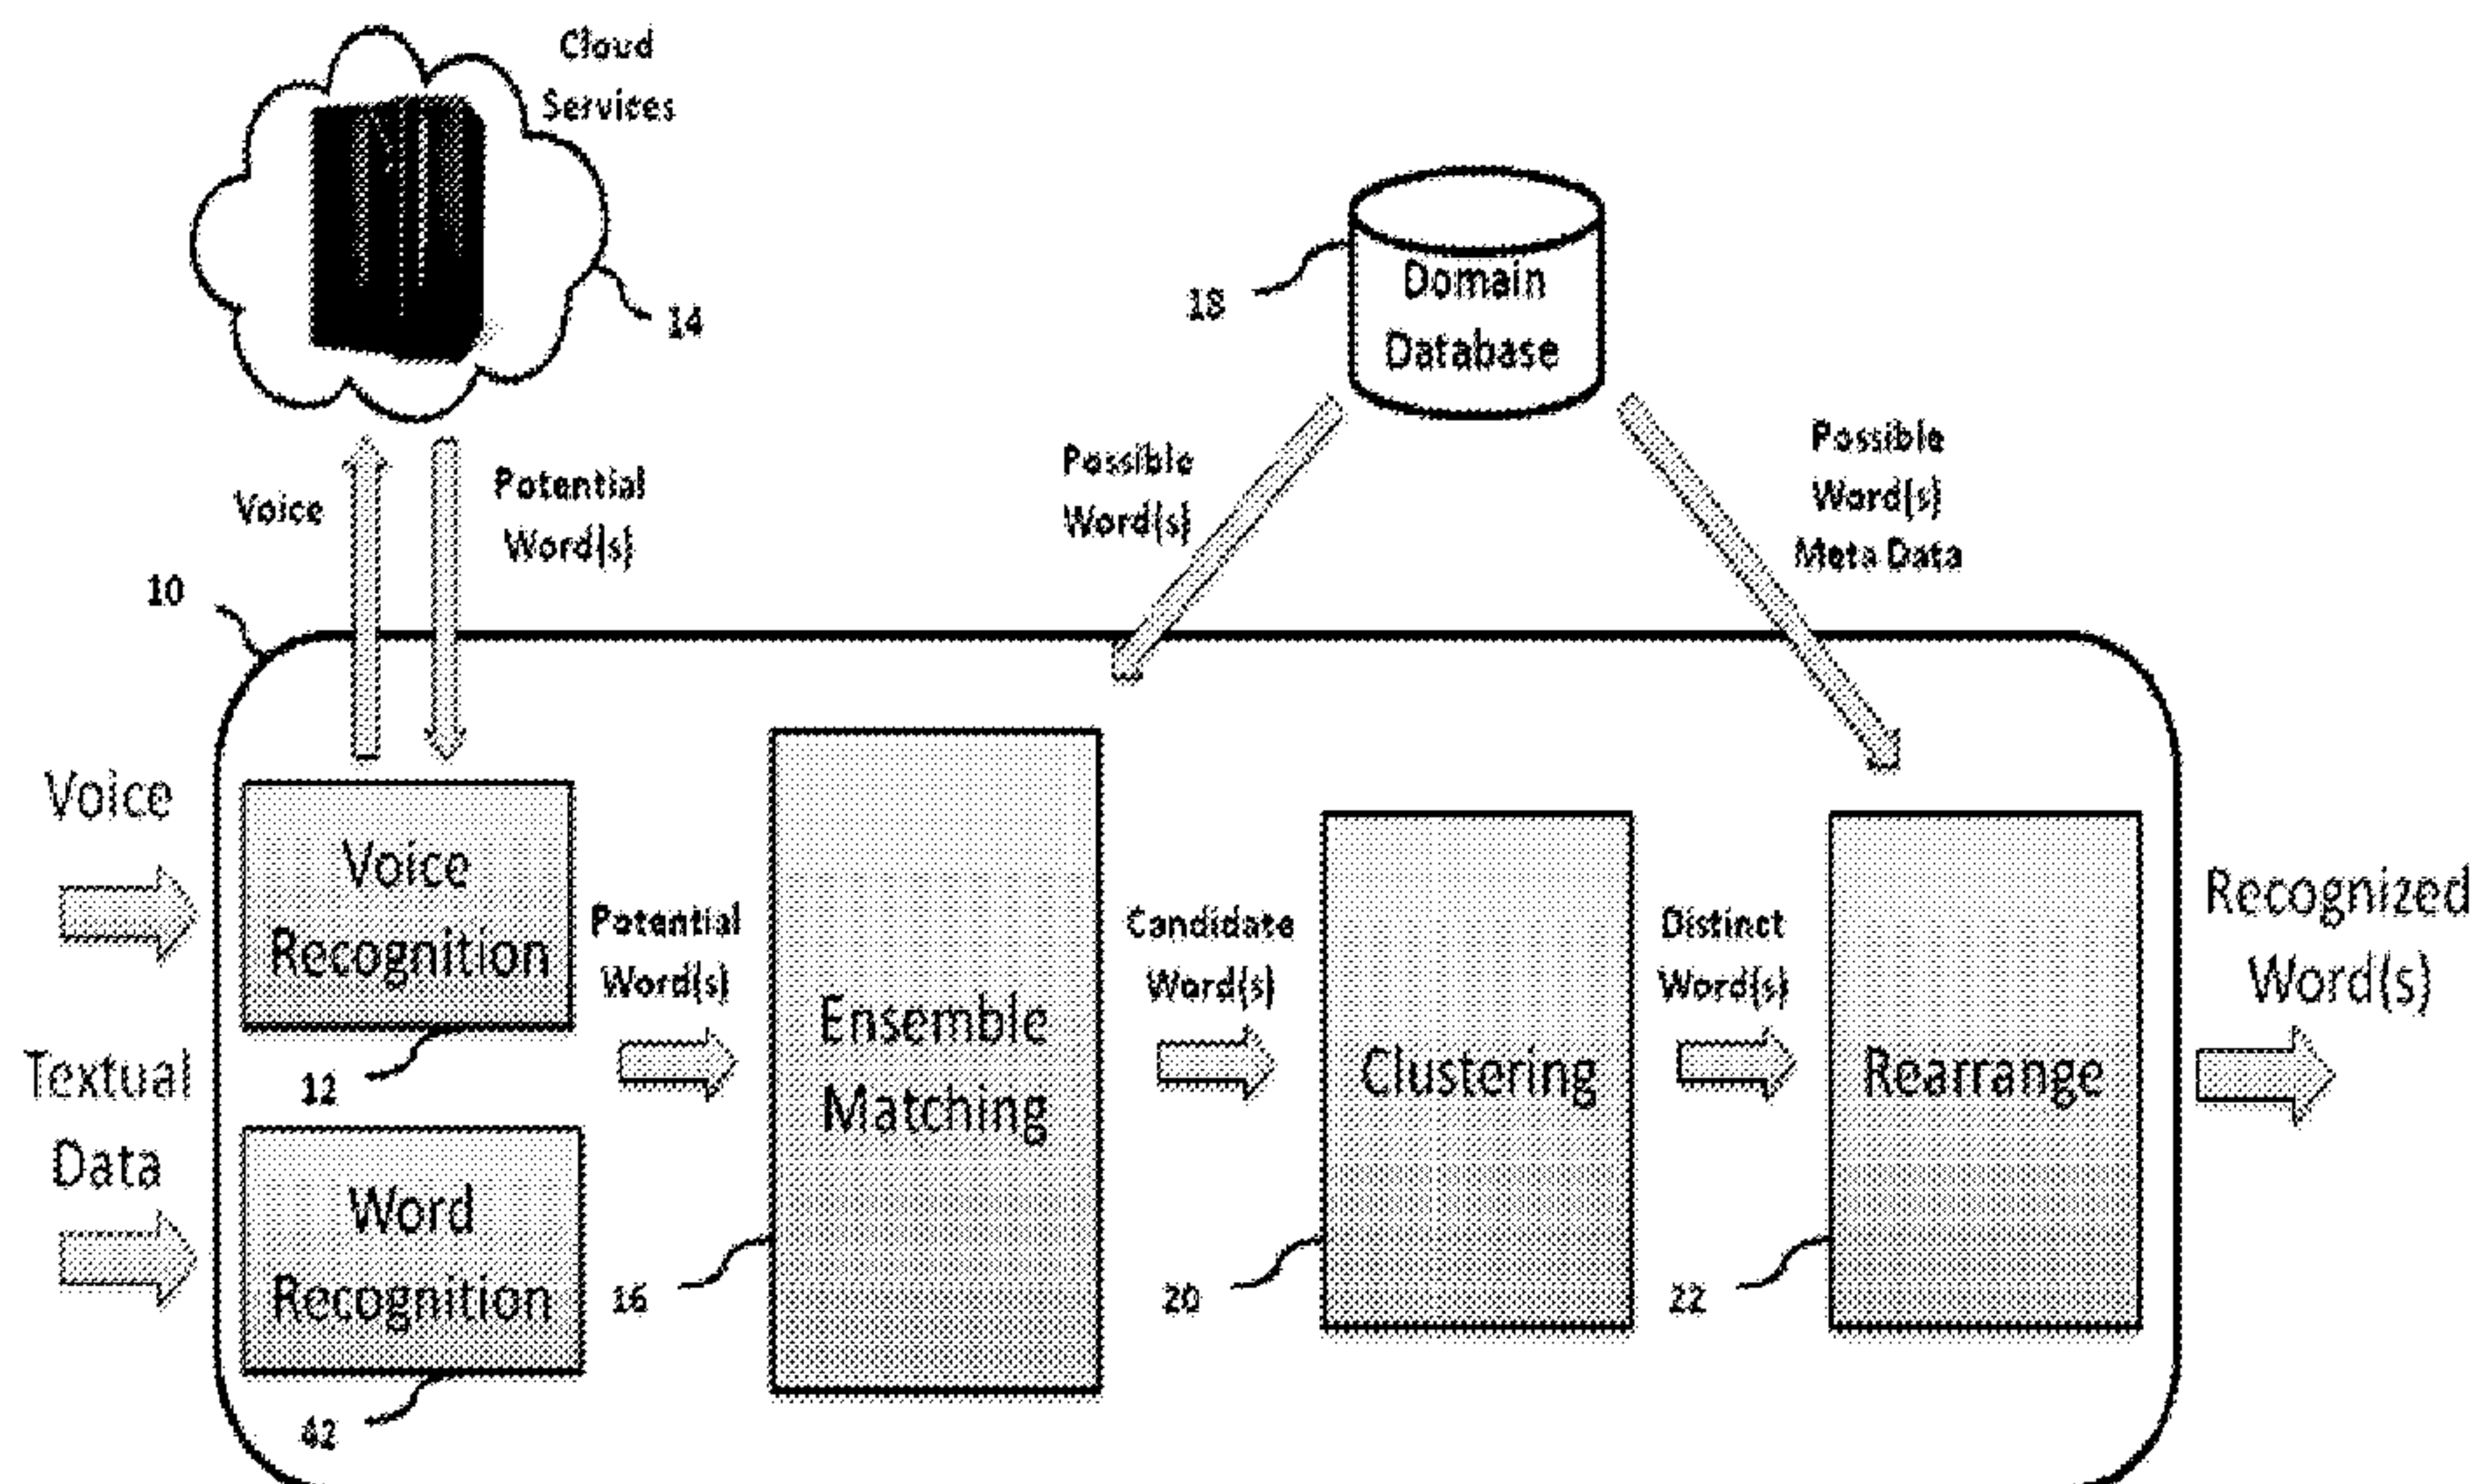 Cloud
Services
14
18
Domain
Database
Voice
Potential
Word(s)
Possible
Word(s)
Possible
Word(s)
Meta Data
10
Voice
Voice
Recognition
12
Textual
Data
Word
Recognition
42
Potential
Word(s)
Ensemble
Matching
16
Candidate
Word(s)
Clustering
20
Distinct
Word(s)
Rearrange
22
Recognized
Word(s)